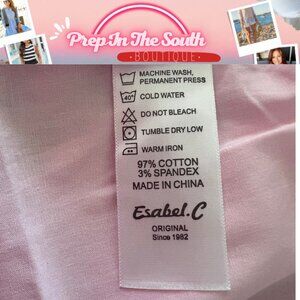 Prep In The South
• BOUTIQUE •
MACHINE WASH,
PERMANENT PRESS
40° COLD WATER
DO NOT BLEACH
TUMBLE DRY LOW
WARM IRON
97% COTTON
3% SPANDEX
MADE IN CHINA
Esabel.C
ORIGINAL
Since 1982